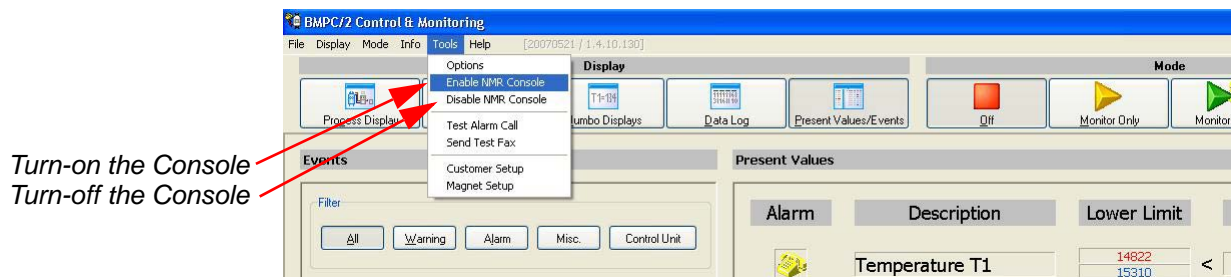 BMPC/2 Control & Monitoring
File Display Mode Info Tools Help [20070521 / 1.4.10.130]
Options
Enable NMR Console
Disable NMR Console
Test Alarm Call
Send Test Fax
Customer Setup
Magnet Setup
Display
Mode
Process Display
T1=104
Jumbo Displays
Data Log
Present Values/Events
Off
Monitor Only
Monitor
Turn-on the Console
Turn-off the Console
Events
Present Values
Filter
All Warning Alarm Misc. Control Unit
Alarm Description Lower Limit
Temperature T1
14822
15310
<